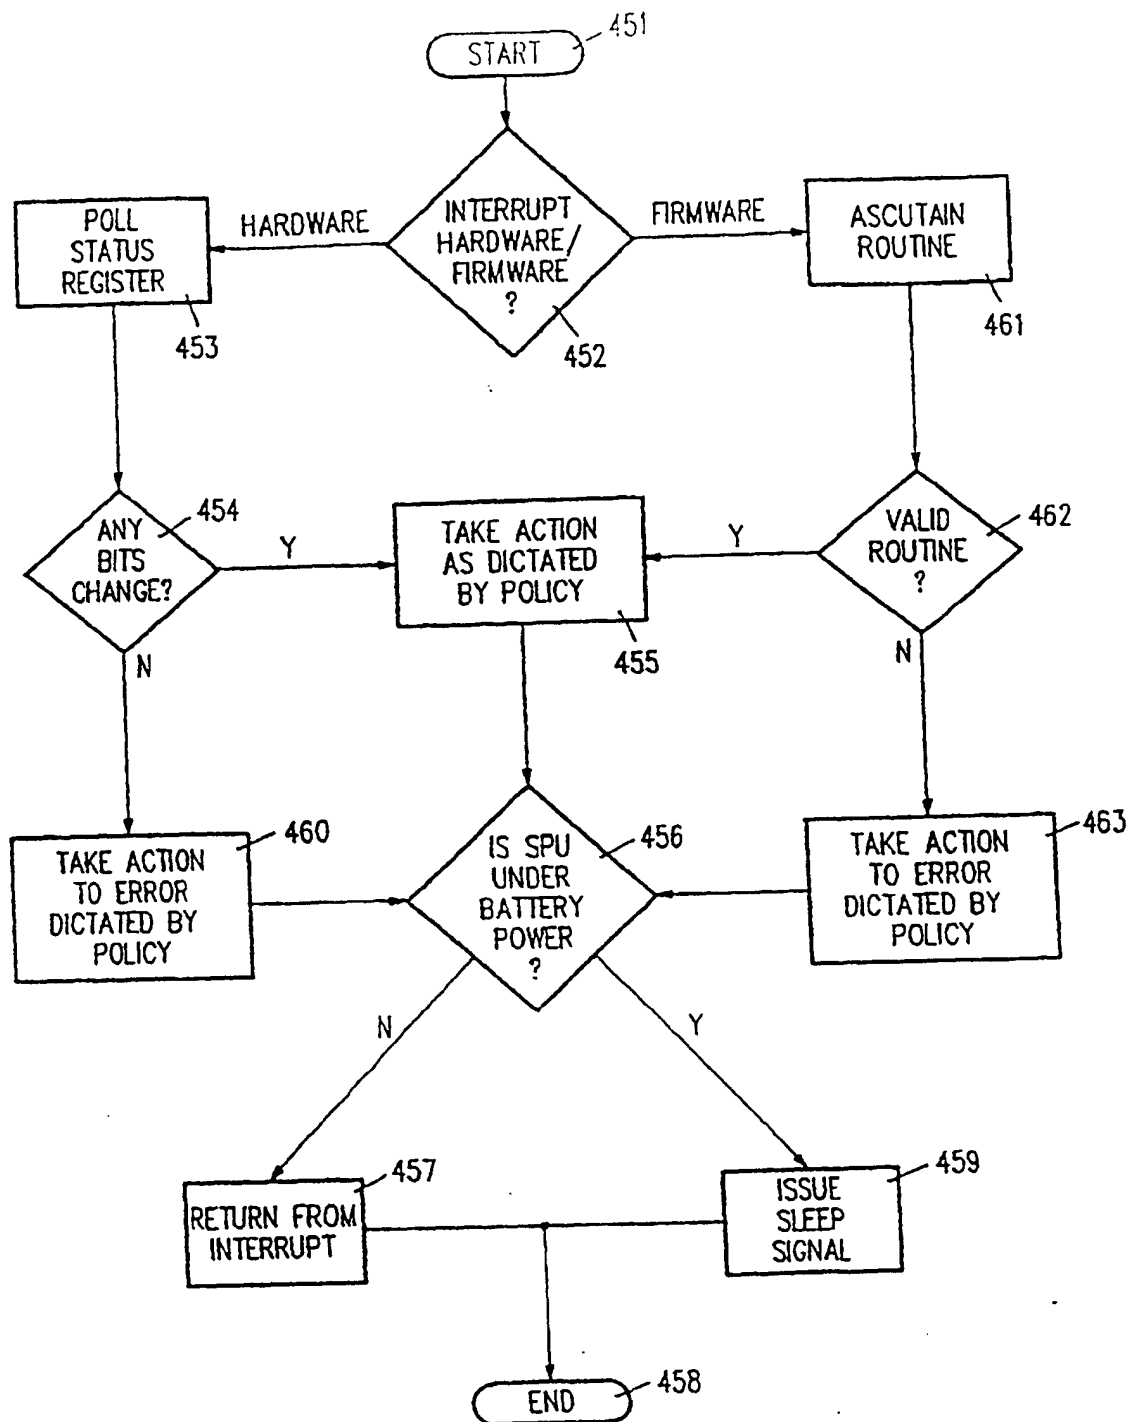 START
451
INTERRUPT
HARDWARE/
FIRMWARE
?
452
HARDWARE
FIRMWARE
POLL
STATUS
REGISTER
453
ASCUTAIN
ROUTINE
461
ANY
BITS
CHANGE?
454
Y
N
TAKE ACTION
AS DICTATED
BY POLICY
455
VALID
ROUTINE
?
462
Y
N
TAKE ACTION
TO ERROR
DICTATED BY
POLICY
460
IS SPU
UNDER
BATTERY
POWER
?
456
TAKE ACTION
TO ERROR
DICTATED BY
POLICY
463
N
Y
RETURN FROM
INTERRUPT
457
ISSUE
SLEEP
SIGNAL
459
END
458